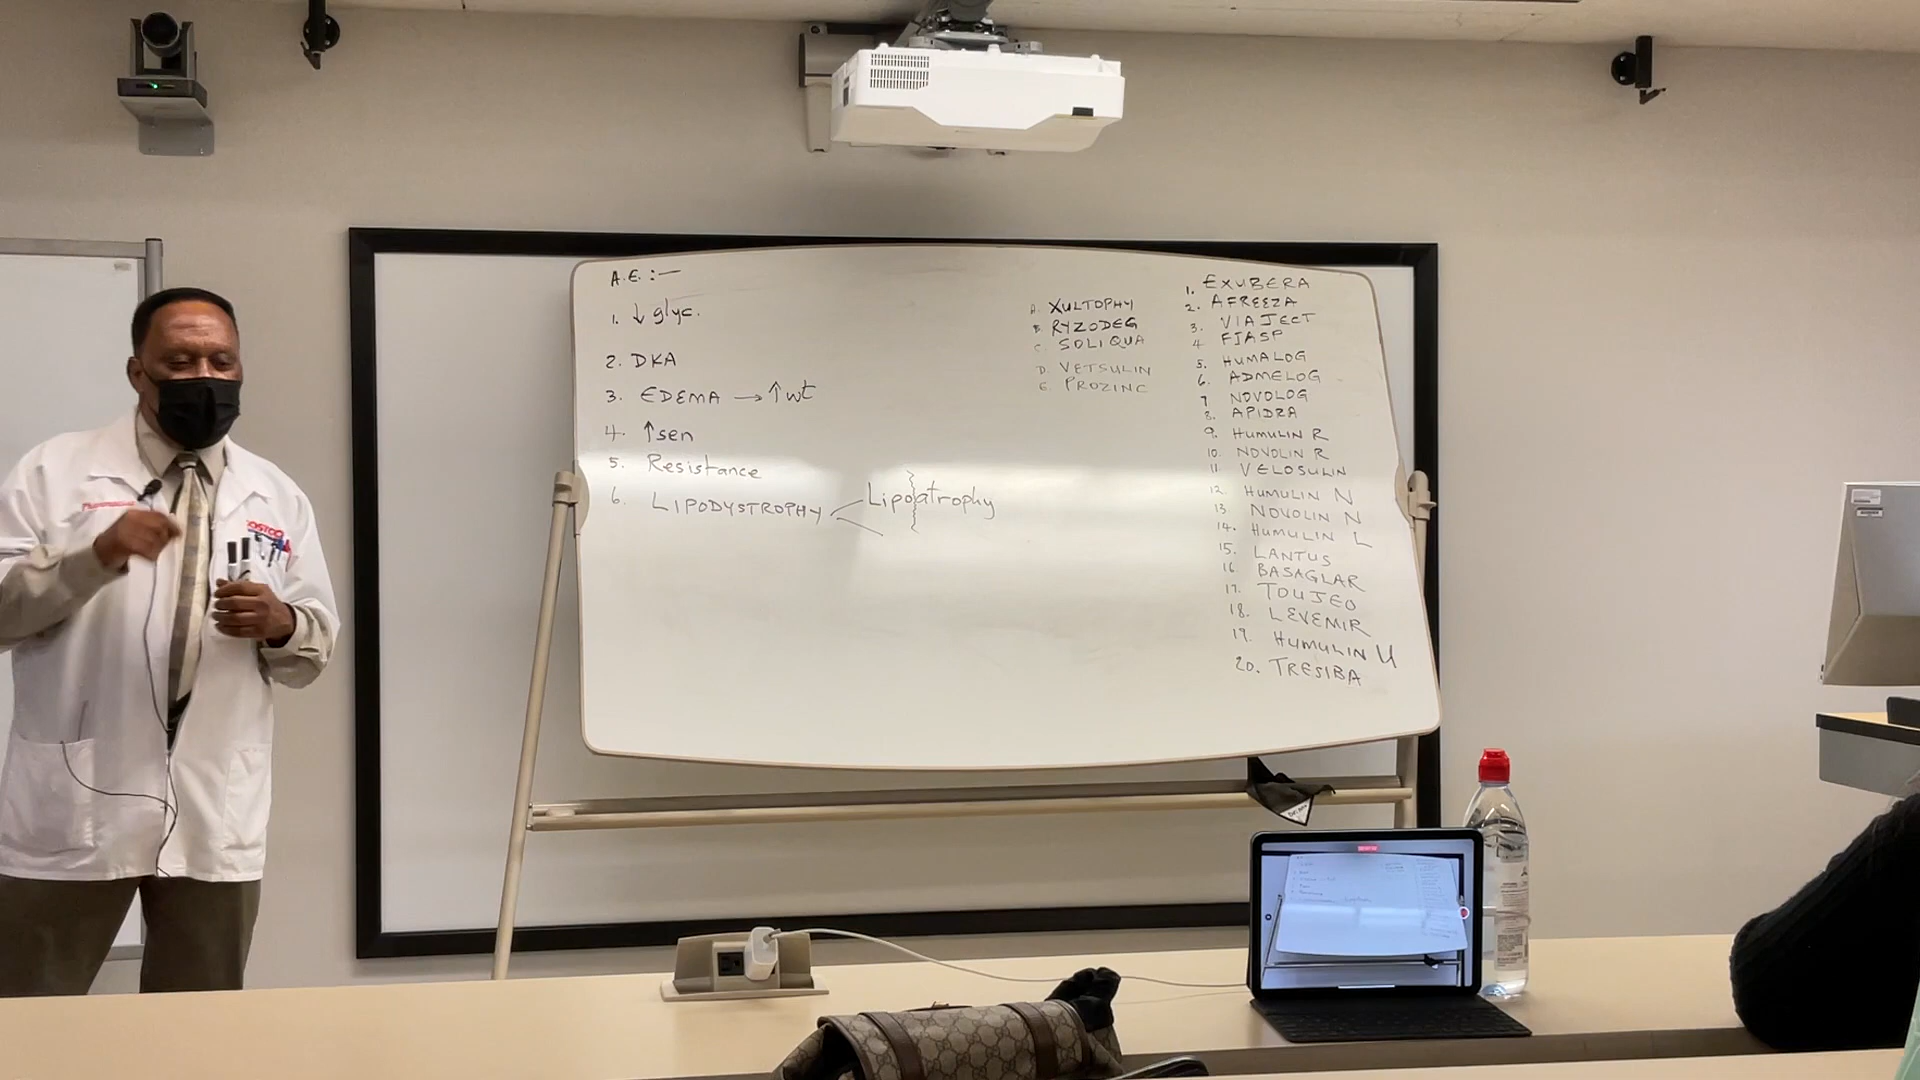 A.E. :—
1. ↓ glyc.
2. DKA
3. EDEMA → ↑ wt
4. ↑ sen
5. Resistance
6. LIPODYSTROPHY
Lipoatrophy
A. XULTOPHY
B. RYZODEG
C. SOLIQUA
D. VETSULIN
E. PROZINC
1. EXUBERA
2. AFREEZA
3. VIAJECT
4 FIASP
5. HUMALOG
6. ADMELOG
7 NOVOLOG
8. APIDRA
9. HUMULIN R
10. NOVOLIN R
11. VELOSULIN
12. HUMULIN N
13. NOVOLIN N
14. HUMULIN L
15. LANTUS
16. BASAGLAR
17. TOUJEO
18. LEVEMIR
19. HUMULIN U
20. TRESIBA